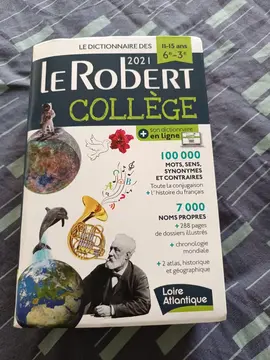 LE DICTIONNAIRE DES 11-15 ans
6e-3e
2021
LE ROBERT
COLLÈGE
+ ton dictionnaire
en ligne
100 000
MOTS, SENS,
SYNONYMES
ET CONTRAIRES
Toute la conjugaison
+ l'histoire du français
7 000
NOMS PROPRES
+ 288 pages
de dossiers illustrés
+ chronologie
mondiale
+ 2 atlas, historique
et géographique
Loire
Atlantique